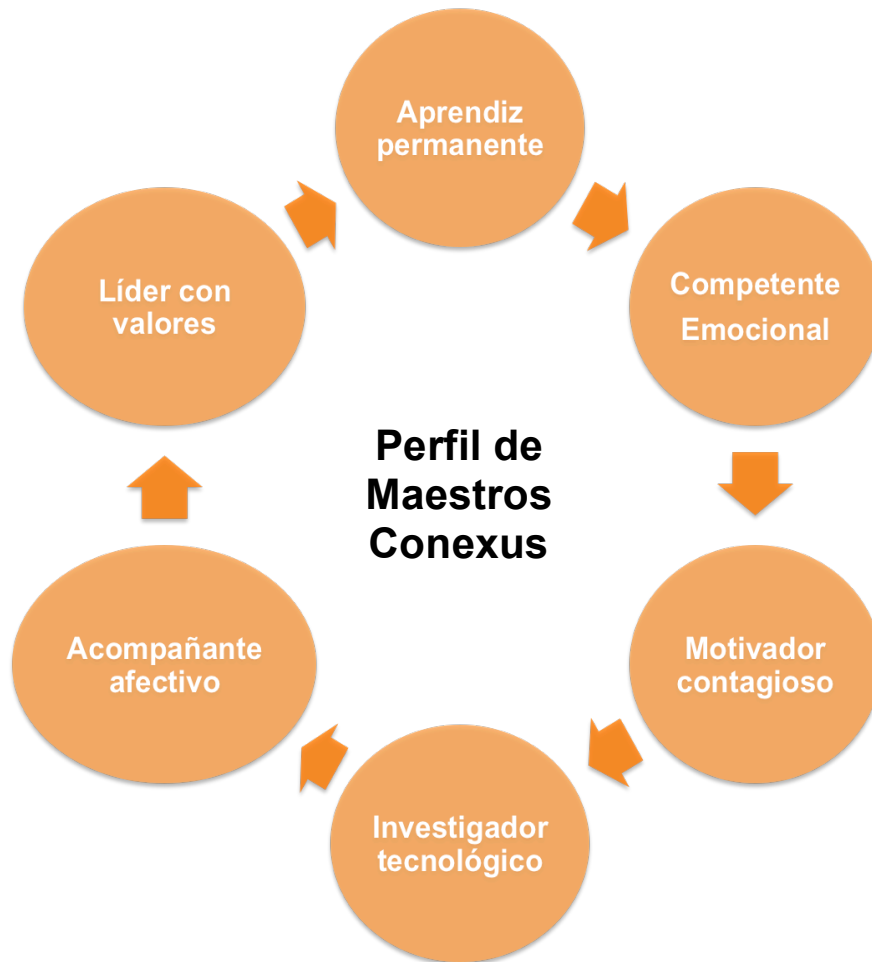 Aprendiz
permanente
Competente
Emocional
Motivador
contagioso
Investigador
tecnológico
Acompañante
afectivo
Líder con
valores
Perfil de
Maestros
Conexus